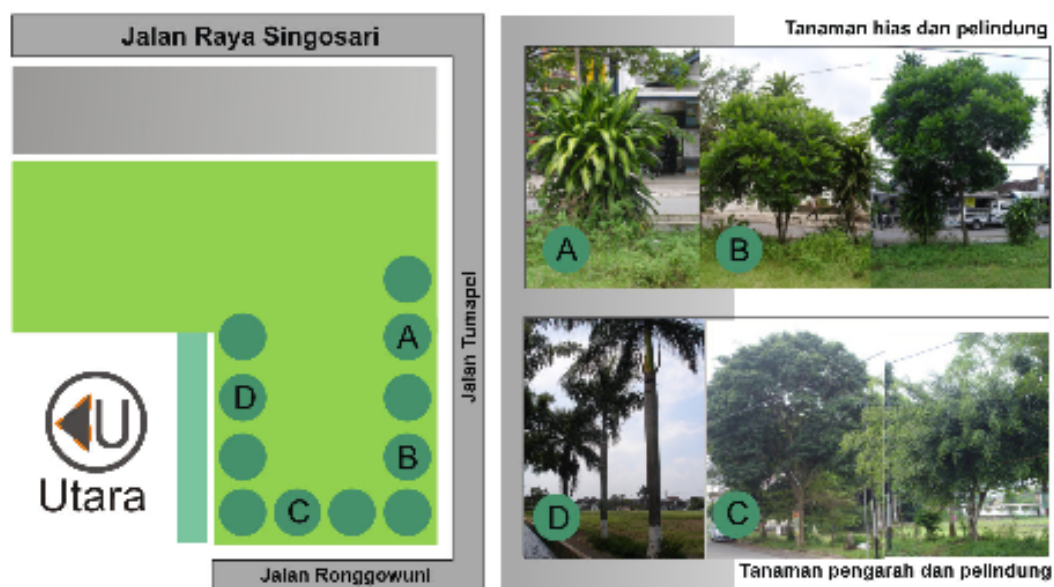 Jalan Raya Singosari
Jalan Tumapel
A
D
B
C
U
Utara
Jalan Ronggowuni
Tanaman hias dan pelindung
A
B
D
C
Tanaman pengarah dan pelindung